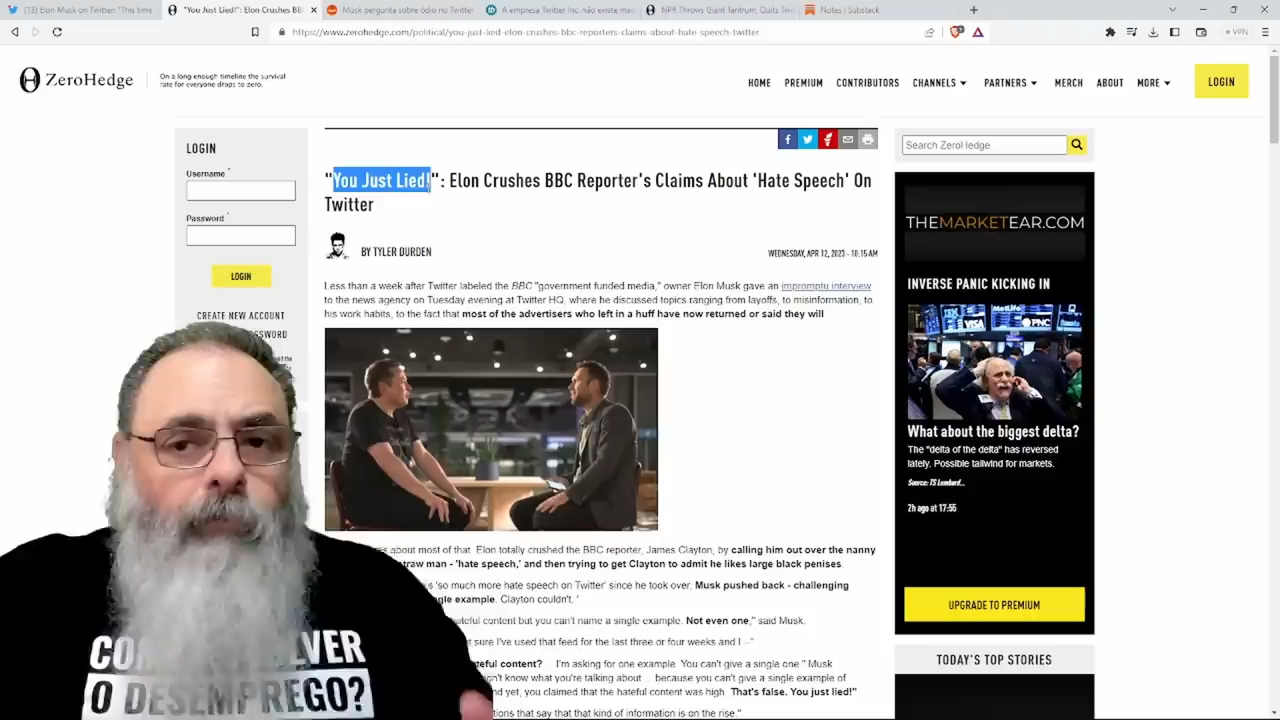 (13) Elon Musk on Twitter: "This time
"You Just Lied!": Elon Crushes BB
Musk pergunta sobre ódio no Twitter
A empresa Twitter Inc. não existe mas
NPR Throws Giant Tantrum, Quits Tw
Notes | Substack
https://www.zerohedge.com/political/you-just-lied-elon-crushes-bbc-reporters-claims-about-hate-speech-twitter
VPN
ZeroHedge
On a long enough timeline the survival
rate for everyone drops to zero.
HOME PREMIUM CONTRIBUTORS CHANNELS PARTNERS MERCH ABOUT MORE LOGIN
LOGIN
Username *
Password *
LOGIN
CREATE NEW ACCOUNT
SSWORD
"You Just Lied!": Elon Crushes BBC Reporter's Claims About 'Hate Speech' On
Twitter
BY TYLER DURDEN
WEDNESDAY, APR 12, 2023 - 10:15 AM
Less than a week after Twitter labeled the BBC "government funded media," owner Elon Musk gave an impromptu interview
to the news agency on Tuesday evening at Twitter HQ, where he discussed topics ranging from layoffs, to misinformation, to
his work habits, to the fact that most of the advertisers who left in a huff have now returned or said they will
about most of that. Elon totally crushed the BBC reporter, James Clayton, by calling him out over the nanny
straw man - 'hate speech,' and then trying to get Clayton to admit he likes large black penises.
'so much more hate speech on Twitter' since he took over, Musk pushed back - challenging
single example. Clayton couldn't. '
hateful content but you can't name a single example. Not even one," said Musk.
sure I've used that feed for the last three or four weeks and I --"
hateful content? I'm asking for one example. You can't give a single one." Musk
don't know what you're talking about ... because you can't give a single example of
and yet, you claimed that the hateful content was high. That's false. You just lied!"
tions that say that that kind of information is on the rise."
Search ZeroHedge
THEMARKETEAR.COM
INVERSE PANIC KICKING IN
IBM
VISA
MetLife
PNC
What about the biggest delta?
The "delta of the delta" has reversed
lately. Possible tailwind for markets.
Source: TS Lombard...
2h ago at 17:55
UPGRADE TO PREMIUM
TODAY'S TOP STORIES
CO VER
O DESEMPREGO?